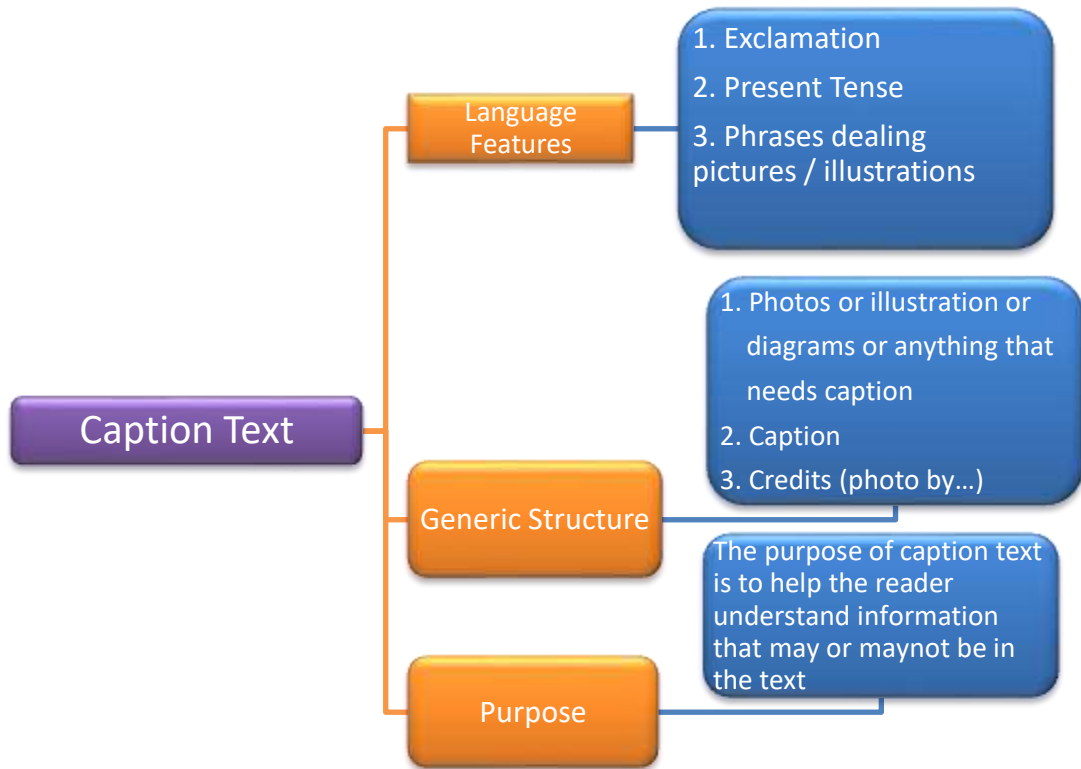 Caption Text
Language
Features
1. Exclamation
2. Present Tense
3. Phrases dealing
pictures / illustrations
Generic Structure
1. Photos or illustration or
diagrams or anything that
needs caption
2. Caption
3. Credits (photo by…)
Purpose
The purpose of caption text
is to help the reader
understand information
that may or maynot be in
the text